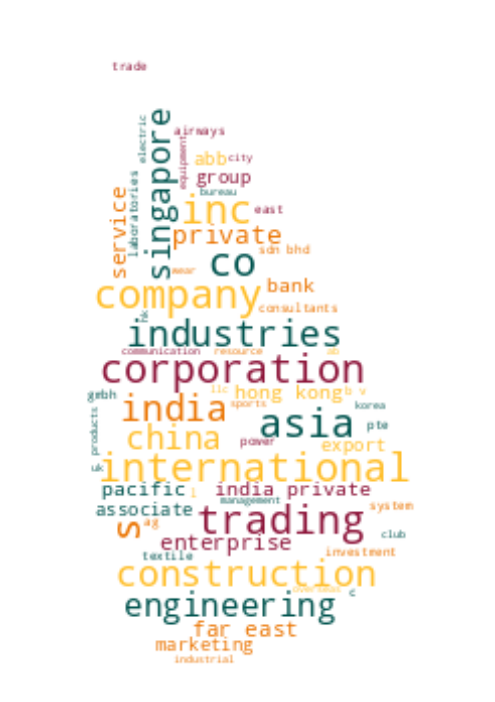 trade
electric
singapore
airways
equipment
abb
city
laboratories
group
bureau
service
inc
east
private
sdn bhd
co
wear
bank
company
consultants
hk
industries
communication
resource
corporation
gmbh
llc
hong kong
b v
india
sports
korea
products
asia
pte
china
power
export
uk
international
pacific
l
india private
management
associate
trading
system
s
ag
enterprise
club
textile
investment
construction
c
engineering
far east
marketing
industrial